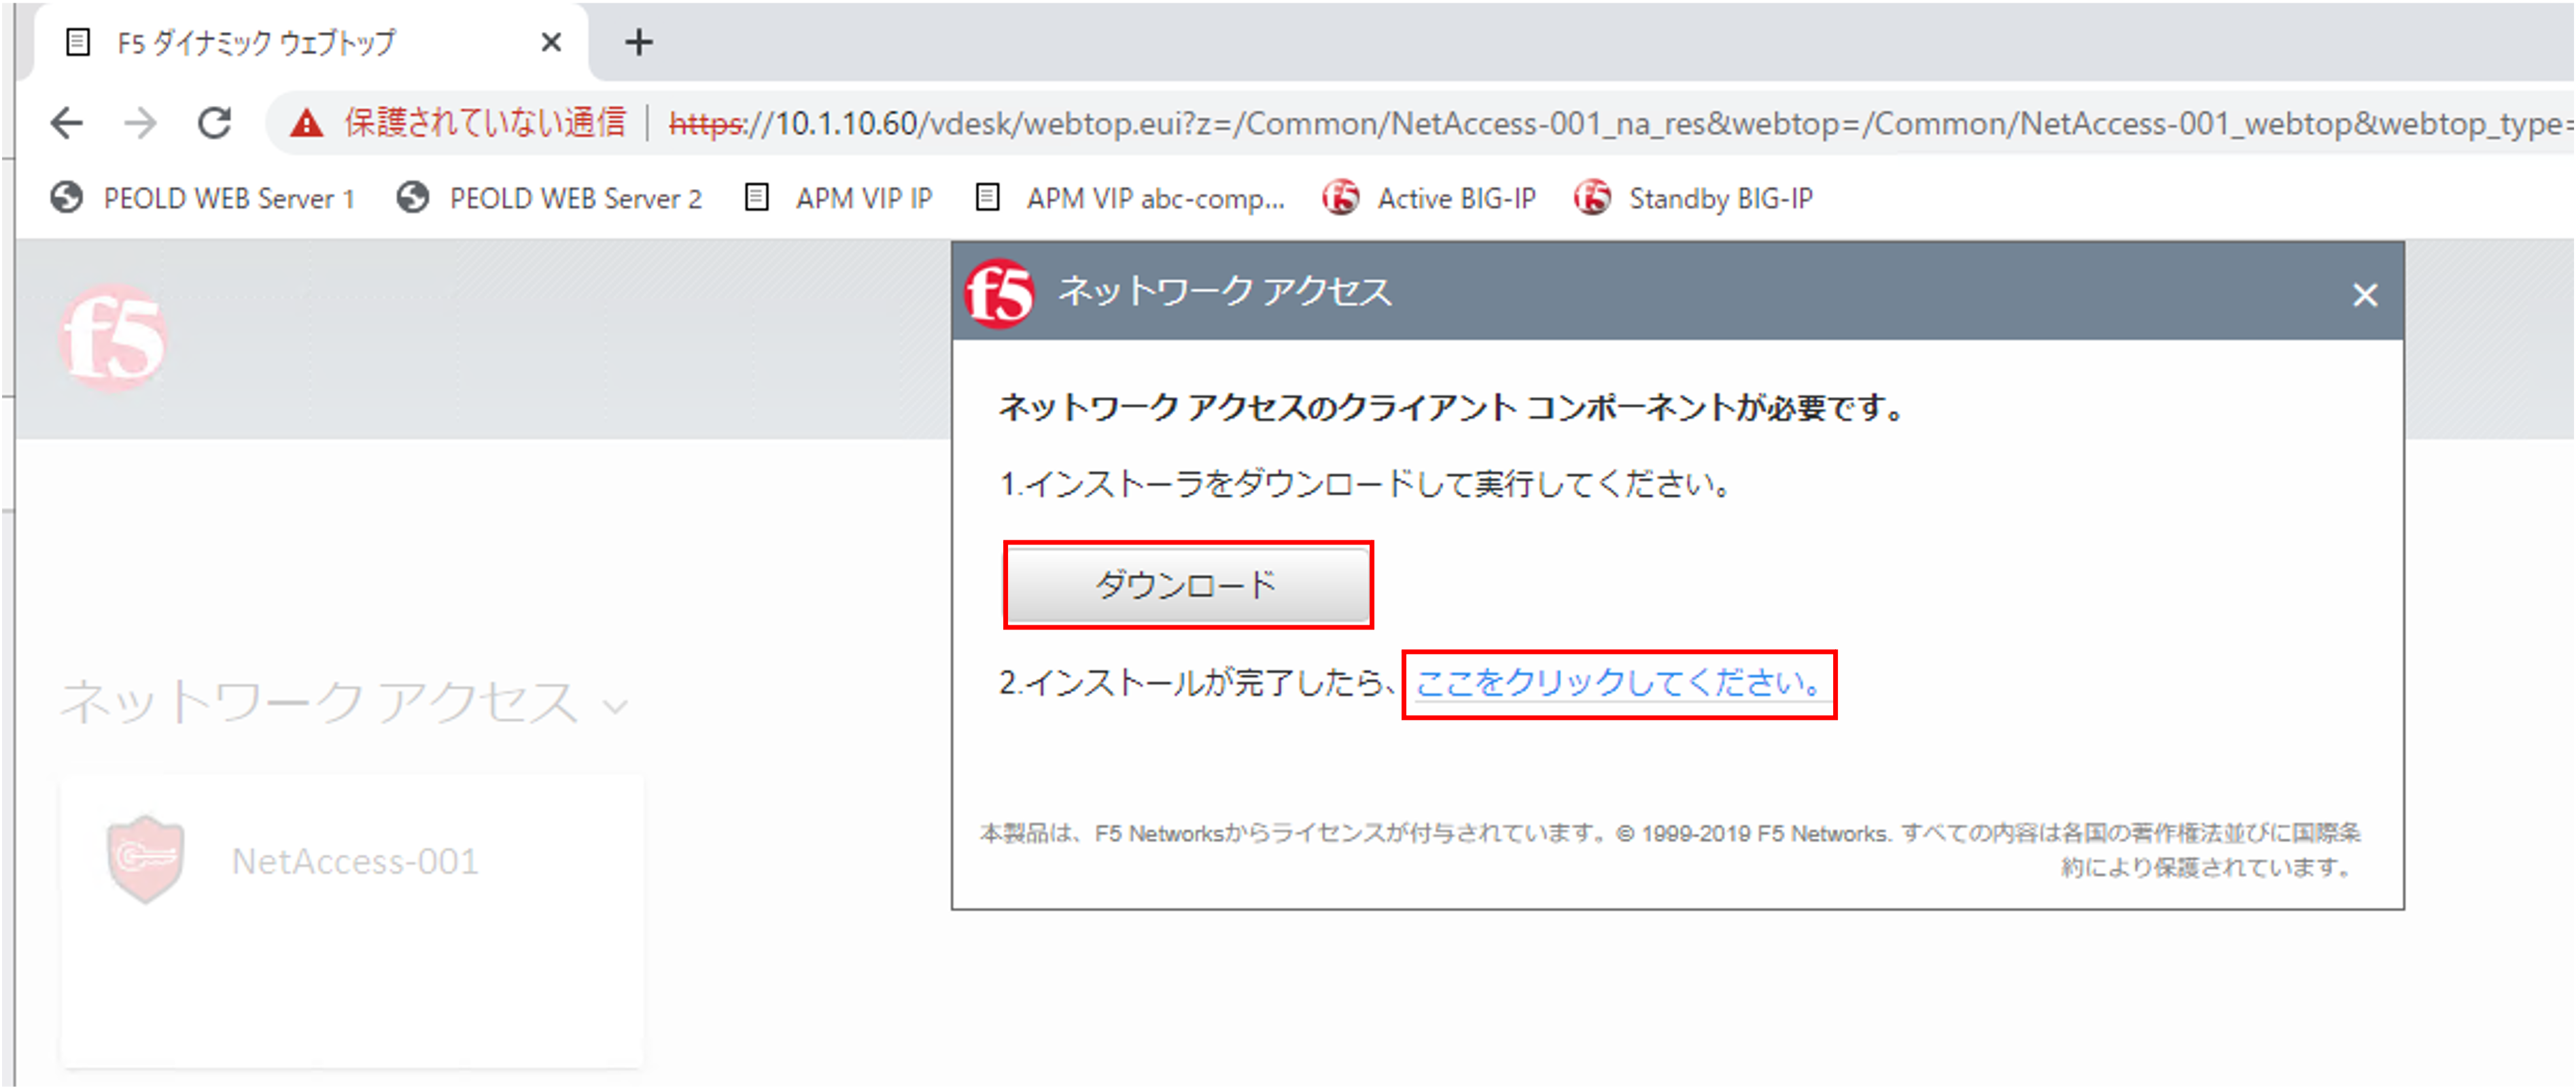 F5 ダイナミック ウェブトップ
保護されていない通信 https://10.1.10.60/vdesk/webtop.eui?z=/Common/NetAccess-001_na_res&webtop=/Common/NetAccess-001_webtop&webtop_type=
PEOLD WEB Server 1 PEOLD WEB Server 2 APM VIP IP APM VIP abc-comp... Active BIG-IP Standby BIG-IP
f5
f5 ネットワーク アクセス
ネットワーク アクセスのクライアント コンポーネントが必要です。
1.インストーラをダウンロードして実行してください。
ダウンロード
2.インストールが完了したら、ここをクリックしてください。
本製品は、F5 Networksからライセンスが付与されています。© 1999-2019 F5 Networks. すべての内容は各国の著作権法並びに国際条
約により保護されています。
ネットワーク アクセス
NetAccess-001